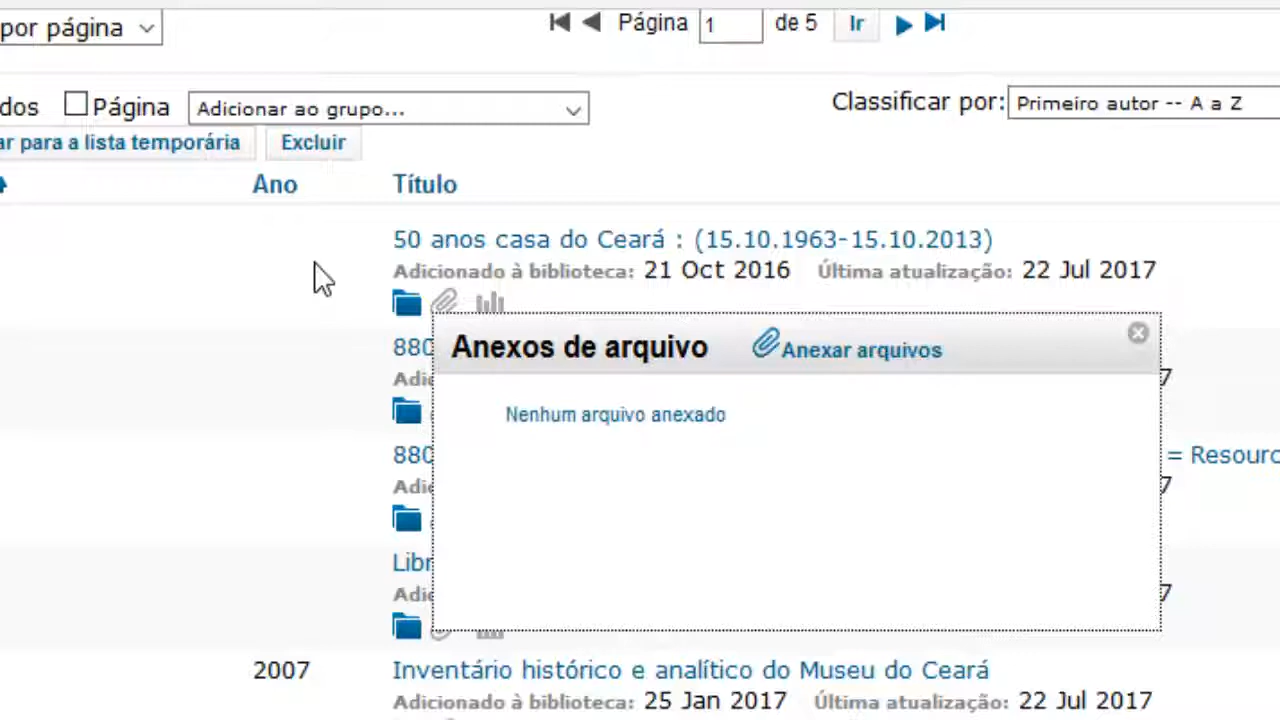 por página
Página 1 de 5 Ir
dos Página Adicionar ao grupo... Classificar por: Primeiro autor -- A a Z
ar para a lista temporária Excluir
Ano Título
50 anos casa do Ceará : (15.10.1963-15.10.2013)
Adicionado à biblioteca: 21 Oct 2016 Última atualização: 22 Jul 2017
880
Anexos de arquivo Anexar arquivos
Adi 7
Nenhum arquivo anexado
880 = Resourc
Adi 7
Libr
Adi 7
2007 Inventário histórico e analítico do Museu do Ceará
Adicionado à biblioteca: 25 Jan 2017 Última atualização: 22 Jul 2017